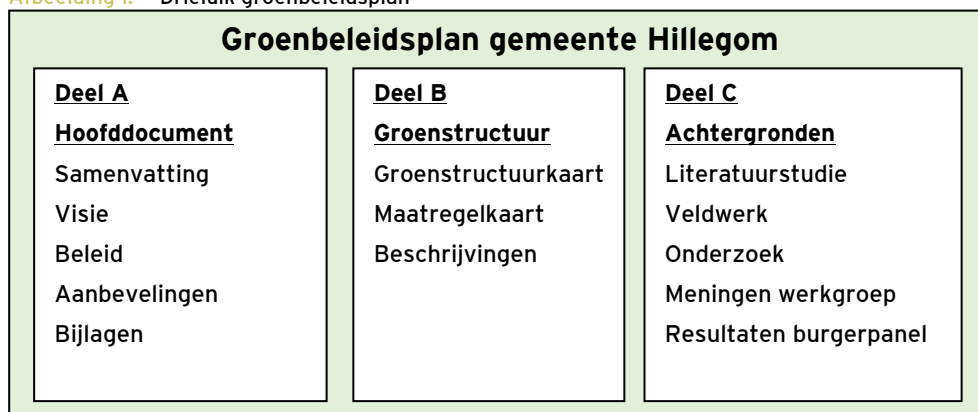 Afbeelding 1. Drieluik groenbeleidsplan
Groenbeleidsplan gemeente Hillegom
Deel A
Hoofddocument
Samenvatting
Visie
Beleid
Aanbevelingen
Bijlagen
Deel B
Groenstructuur
Groenstructuurkaart
Maatregelkaart
Beschrijvingen
Deel C
Achtergronden
Literatuurstudie
Veldwerk
Onderzoek
Meningen werkgroep
Resultaten burgerpanel